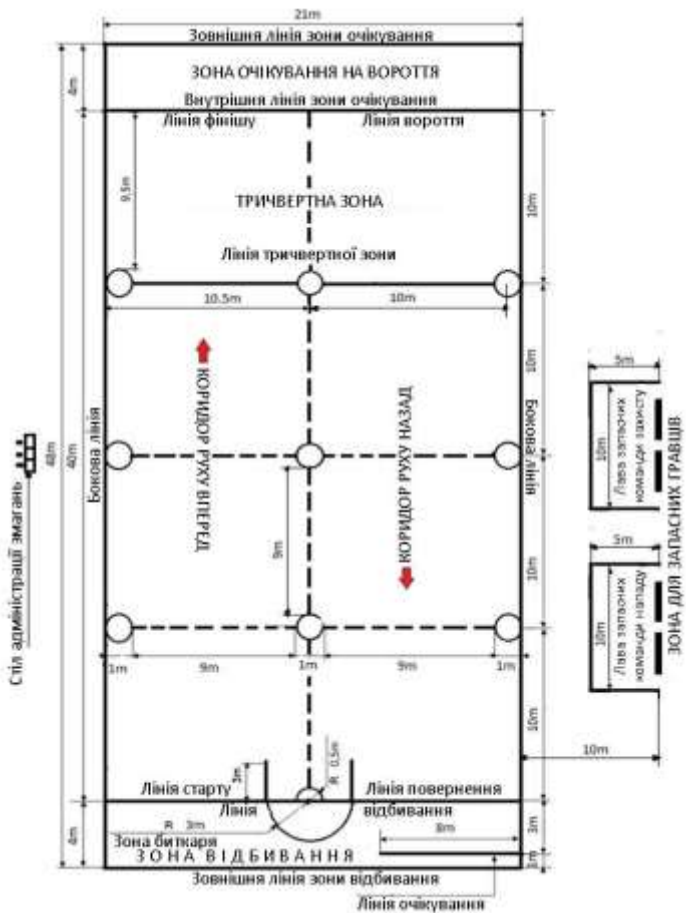 21m
Зовнішня лінія зони очікування
4m
ЗОНА ОЧІКУВАННЯ НА ВОРОТТЯ
Внутрішня лінія зони очікування
Лінія фінішу
Лінія вороття
9,5m
ТРИЧВЕРТНА ЗОНА
10m
Лінія тричвертної зони
10.5m
10m
КОРИДОР РУХУ ВПЕРЕД
КОРИДОР РУХУ НАЗАД
10m
Бокова лінія
Бокова лінія
48m
40m
9m
10m
Стіл адміністрації змагань
5m
10m
Лава запасних
команди захисту
5m
10m
Лава запасних
команди нападу
ЗОНА ДЛЯ ЗАПАСНИХ ГРАВЦІВ
1m
9m
1m
9m
1m
10m
10m
3m
R 0,5m
Лінія старту
Лінія повернення
Лінія
відбивання
R 3m
4m
Зона биткаря
8m
3m
ЗОНА ВІДБИВАННЯ
1m
Зовнішня лінія зони відбивання
Лінія очікування